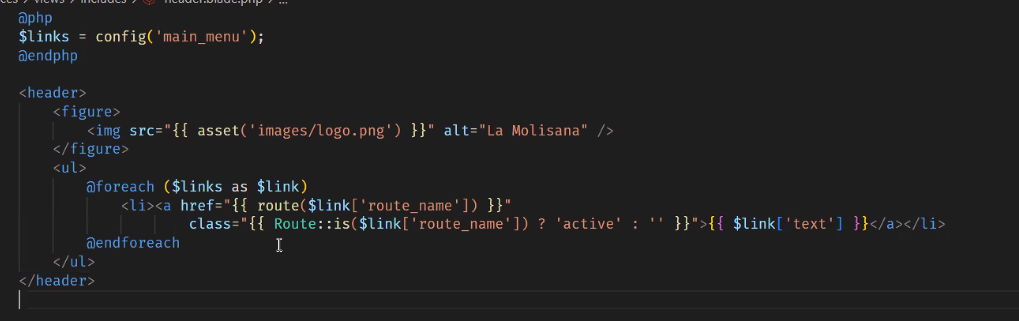 views
header.blade.php > ...
@php
$links = config('main_menu');
@endphp
<header>
<figure>
<img src="{{ asset('images/logo.png') }}" alt="La Molisana" />
</figure>
<ul>
@foreach ($links as $link)
<li><a href="{{ route($link['route_name']) }}"
class="{{ Route::is($link['route_name']) ? 'active' : '' }}">{{ $link['text'] }}</a></li>
@endforeach
</ul>
</header>